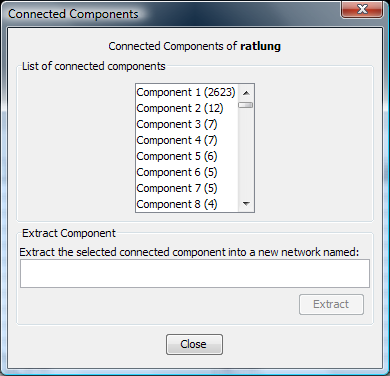 Connected Components
Connected Components of ratlung
List of connected components
Component 1 (2623)
Component 2 (12)
Component 3 (7)
Component 4 (7)
Component 5 (6)
Component 6 (5)
Component 7 (5)
Component 8 (4)
Extract Component
Extract the selected connected component into a new network named:
Extract
Close